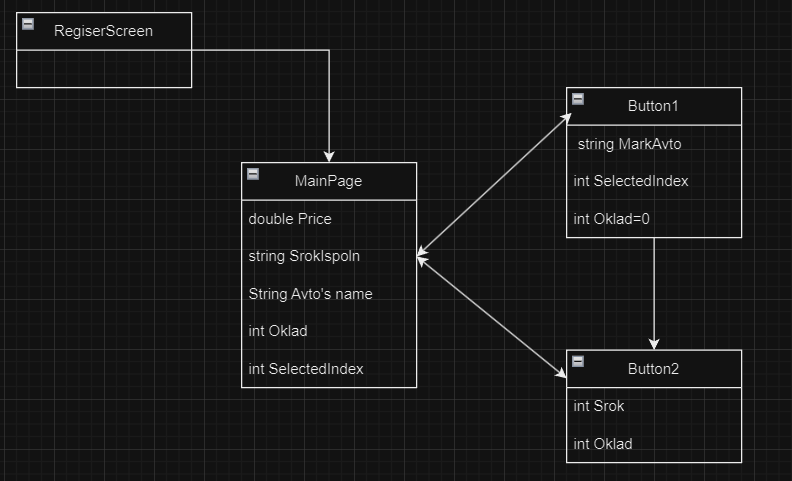 RegiserScreen
MainPage
double Price
string SrokIspoln
String Avto's name
int Oklad
int SelectedIndex
Button1
string MarkAvto
int SelectedIndex
int Oklad=0
Button2
int Srok
int Oklad